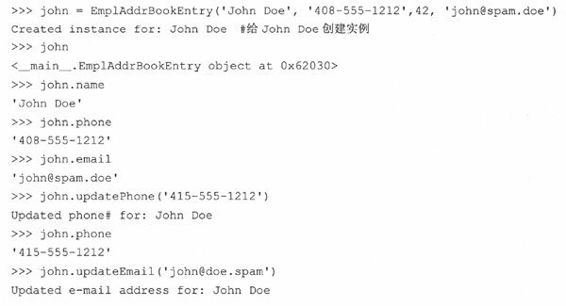 >>> john = EmplAddrBookEntry('John Doe', '408-555-1212',42, 'john@spam.doe')
Created instance for: John Doe #给 John Doe 创建实例
>>> john
<__main__.EmplAddrBookEntry object at 0x62030>
>>> john.name
'John Doe'
>>> john.phone
'408-555-1212'
>>> john.email
'john@spam.doe'
>>> john.updatePhone('415-555-1212')
Updated phone# for: John Doe
>>> john.phone
'415-555-1212'
>>> john.updateEmail('john@doe.spam')
Updated e-mail address for: John Doe